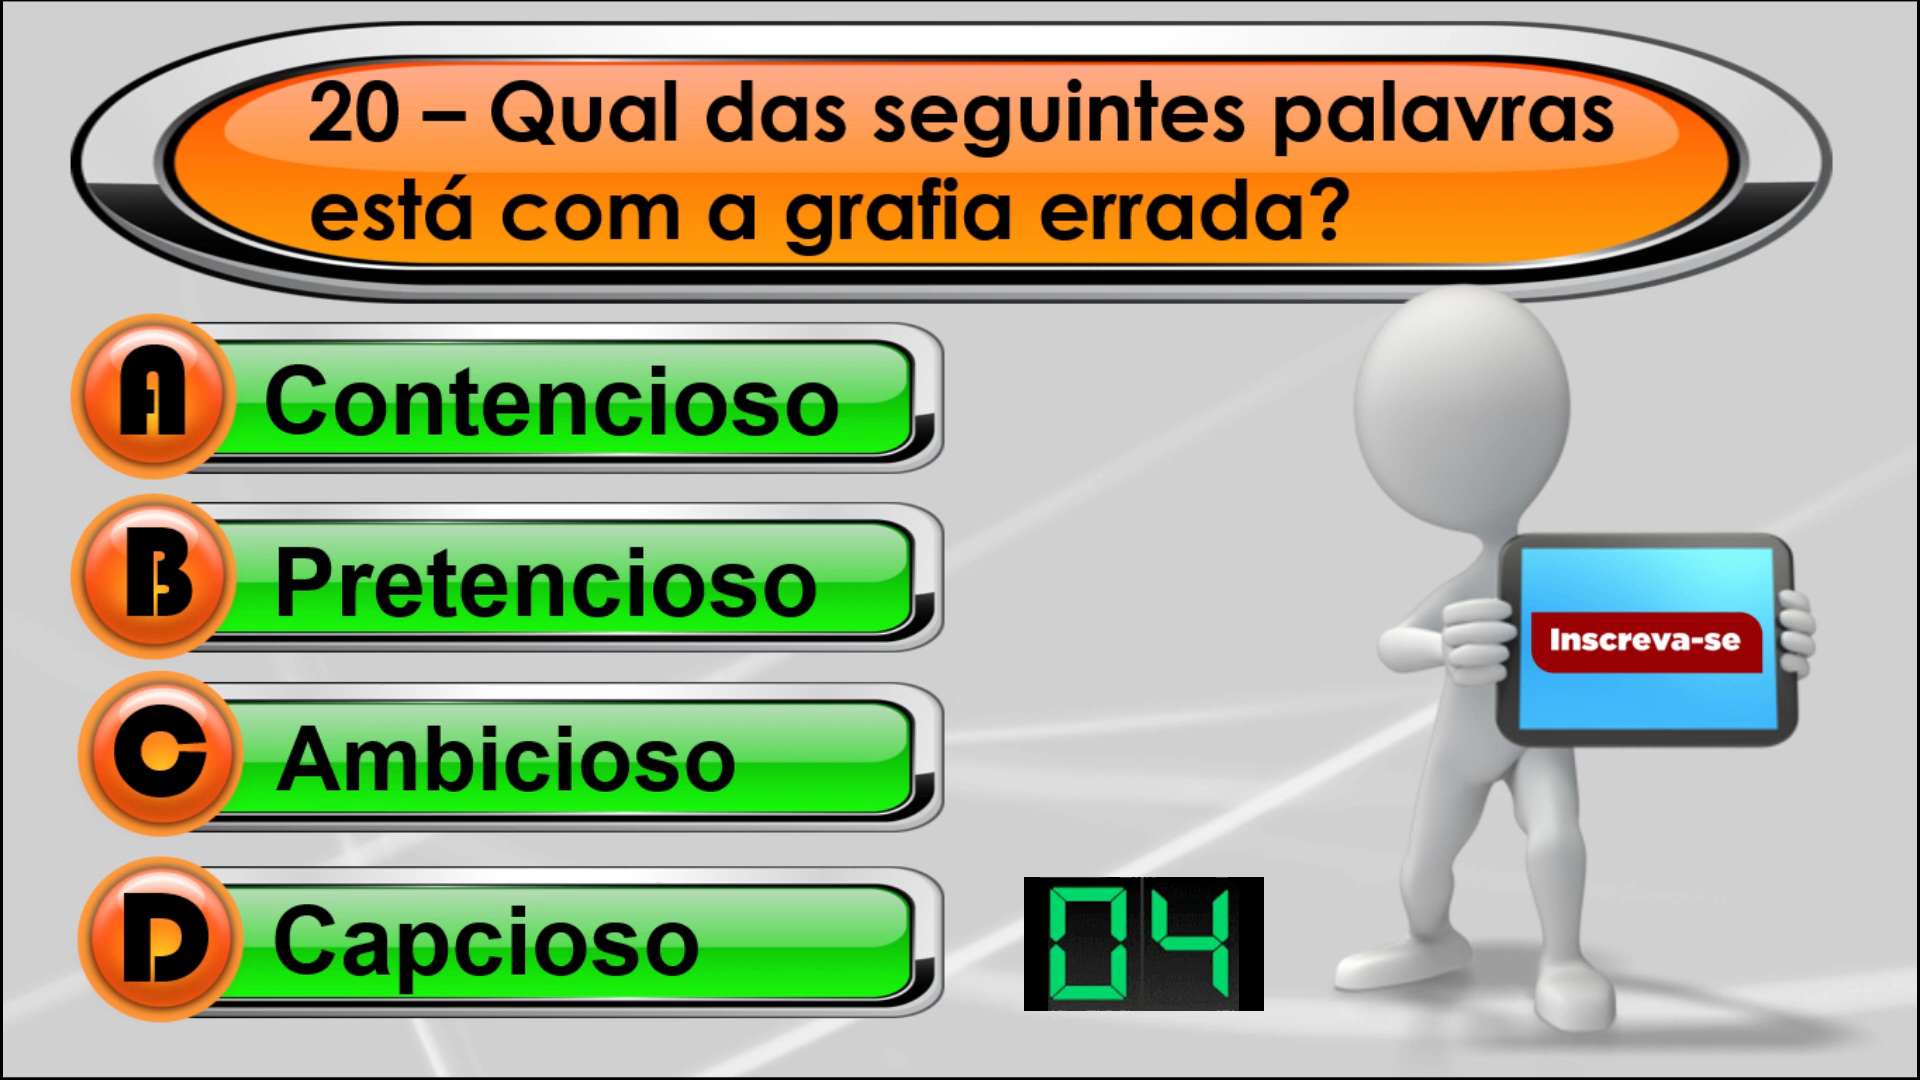 20 – Qual das seguintes palavras
está com a grafia errada?
A Contencioso
B Pretencioso
Inscreva-se
C Ambicioso
D Capcioso
04